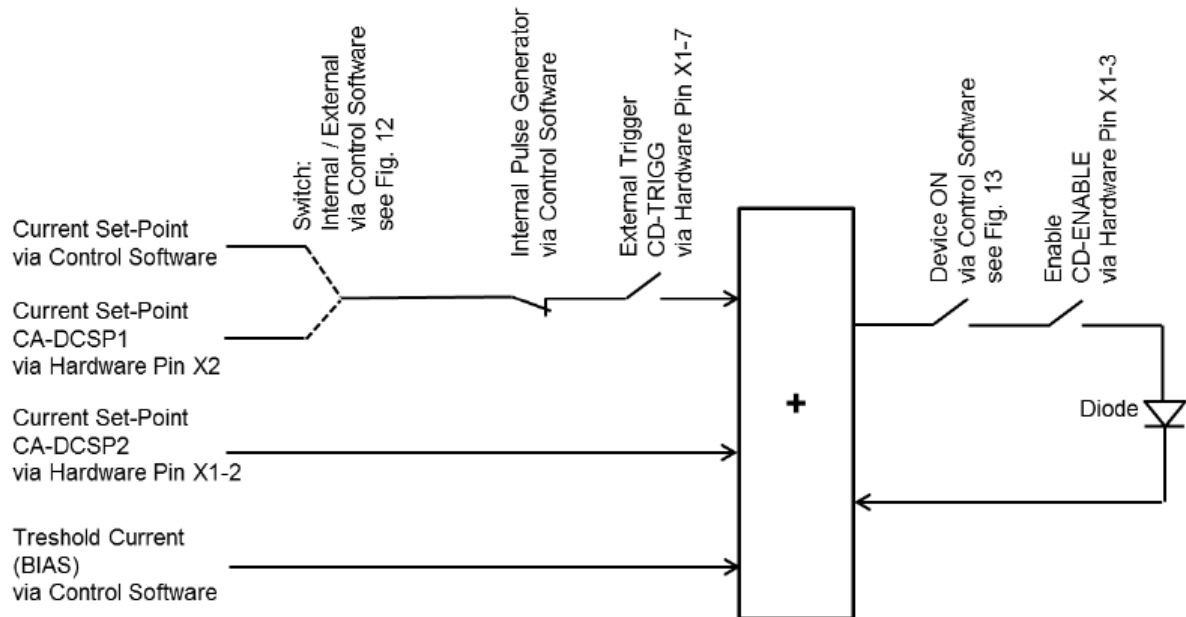 Switch:
Internal / External
via Control Software
see Fig. 12
Internal Pulse Generator
via Control Software
External Trigger
CD-TRIGG
via Hardware Pin X1-7
Device ON
via Control Software
see Fig. 13
Enable
CD-ENABLE
via Hardware Pin X1-3
Current Set-Point
via Control Software
Current Set-Point
CA-DCSP1
via Hardware Pin X2
Current Set-Point
CA-DCSP2
via Hardware Pin X1-2
Treshold Current
(BIAS)
via Control Software
+
Diode